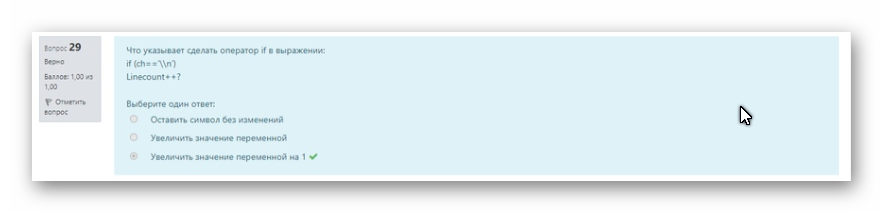 Вопрос 29
Верно
Баллов: 1,00 из
1,00
Отметить
вопрос
Что указывает сделать оператор if в выражении:
if (ch=='\\n')
Linecount++?
Выберите один ответ:
Оставить символ без изменений
Увеличить значение переменной
Увеличить значение переменной на 1